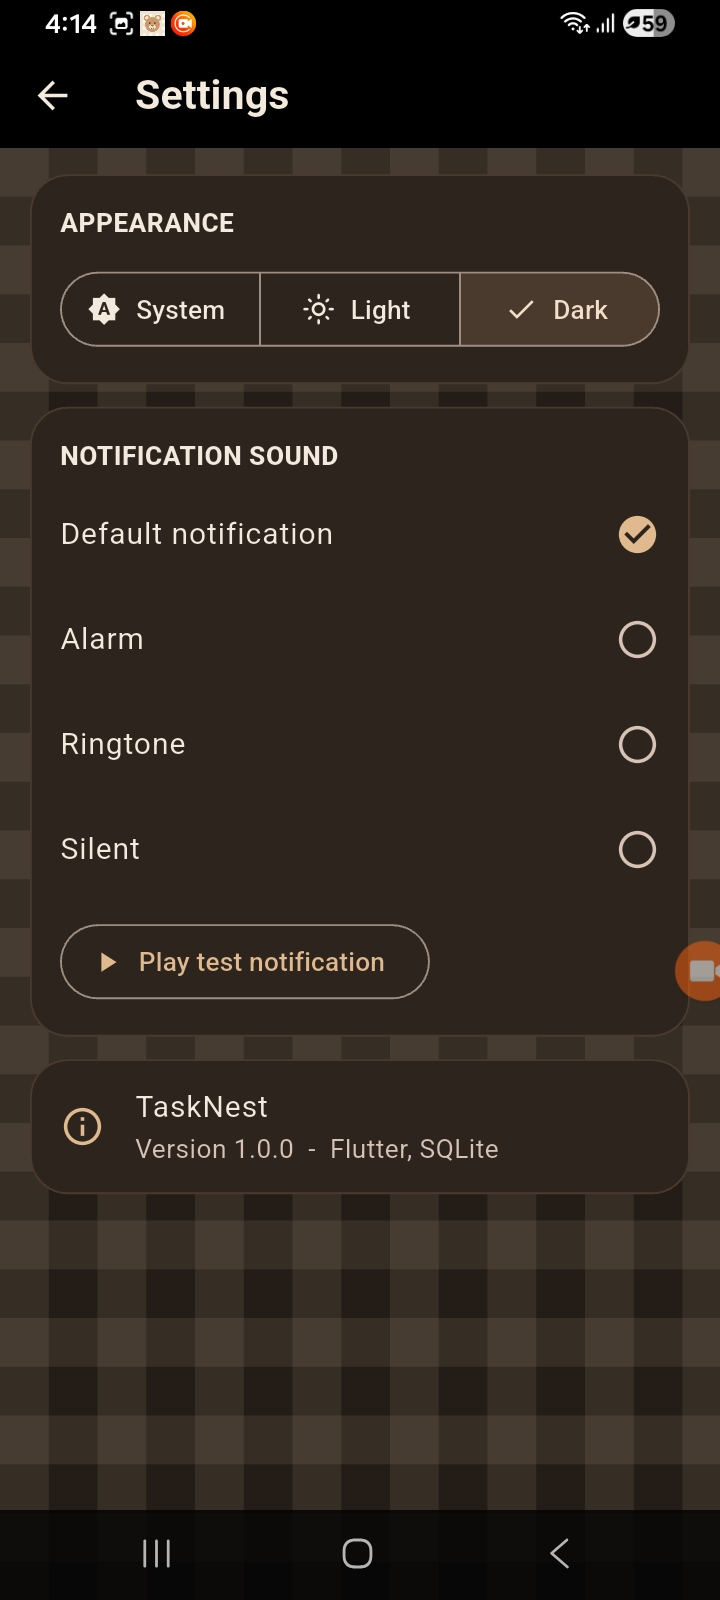 4:14
59
Settings
APPEARANCE
A System Light Dark
NOTIFICATION SOUND
Default notification
Alarm
Ringtone
Silent
Play test notification
TaskNest
Version 1.0.0 - Flutter, SQLite